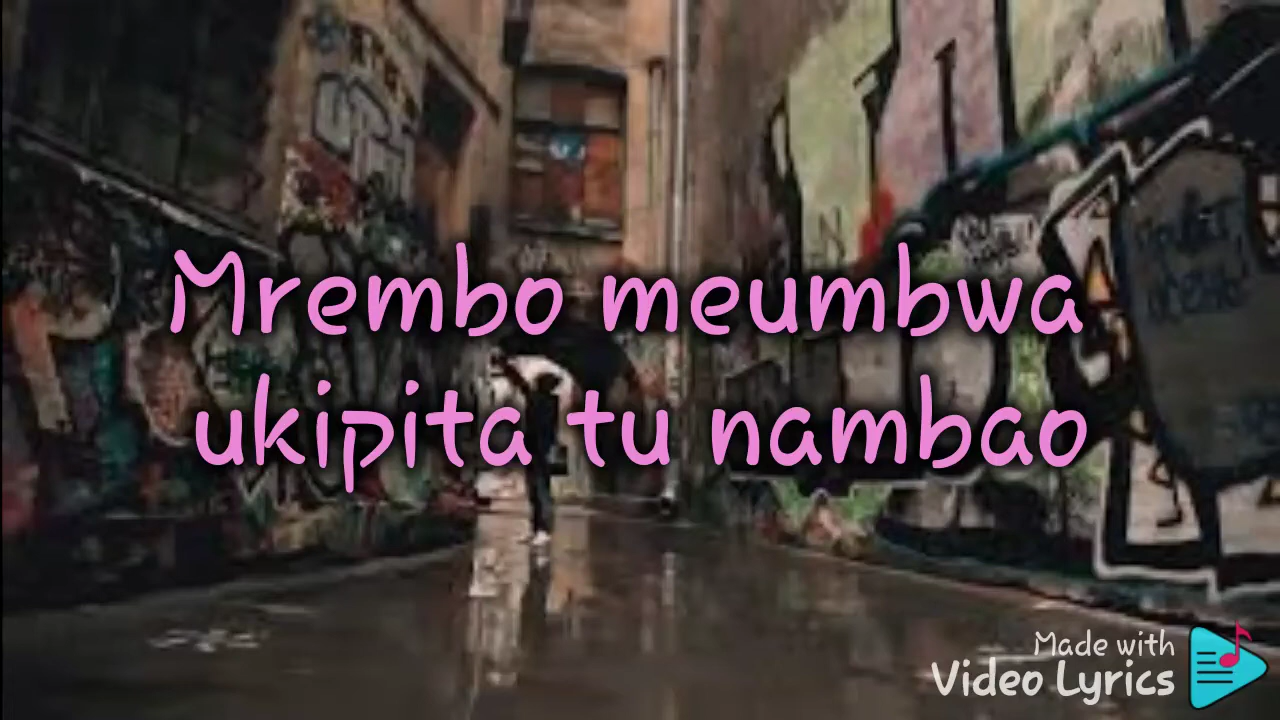 Mrembo meumbwa
ukipita tu nambao
Made with
Video Lyrics